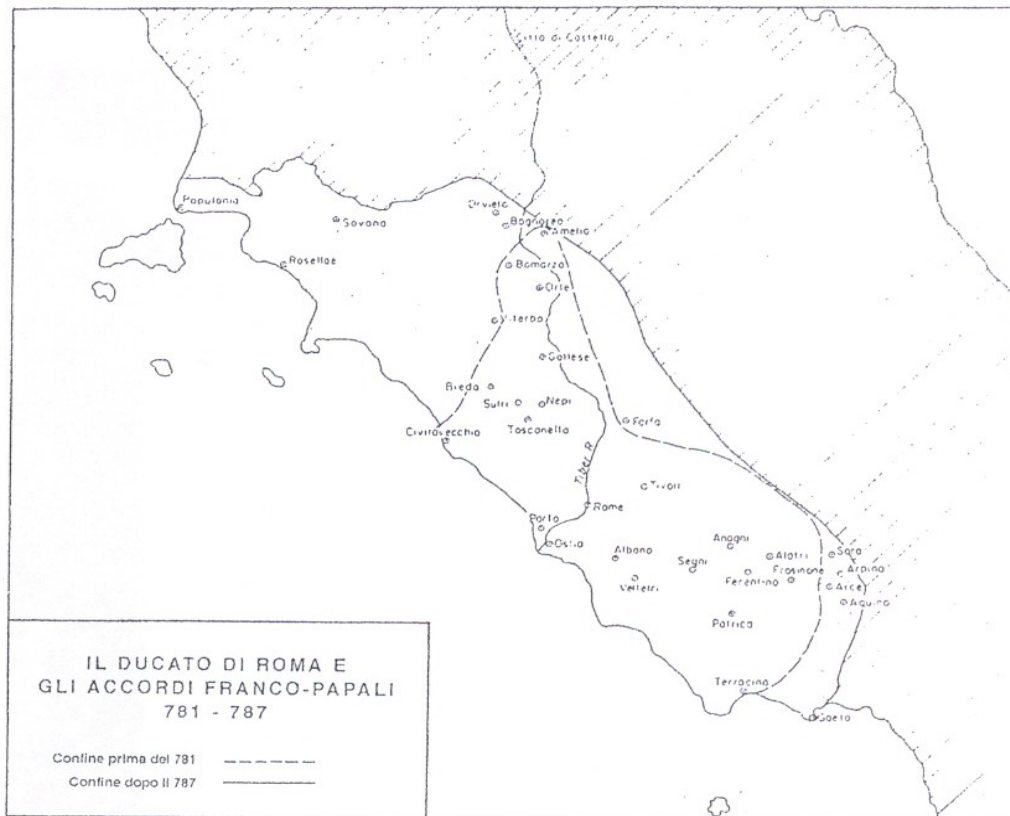 Città di Castello
Populonia
Sovana
Orvieto
Bagnorea
Amelia
Rosellae
Bomarzo
Orte
Viterbo
Gallese
Bieda
Sutri
Nepi
Farfa
Toscanella
Civitavecchia
Tiber R.
Tivoli
Rome
Porto
Ostia
Albano
Anagni
Alatri
Sora
Segni
Frosinone
Arpino
Velletri
Ferentino
Arce
Aquino
Patrica
Terracina
Gaeta
IL DUCATO DI ROMA E
GLI ACCORDI FRANCO-PAPALI
781 - 787
Confine prima del 781
Confine dopo il 787